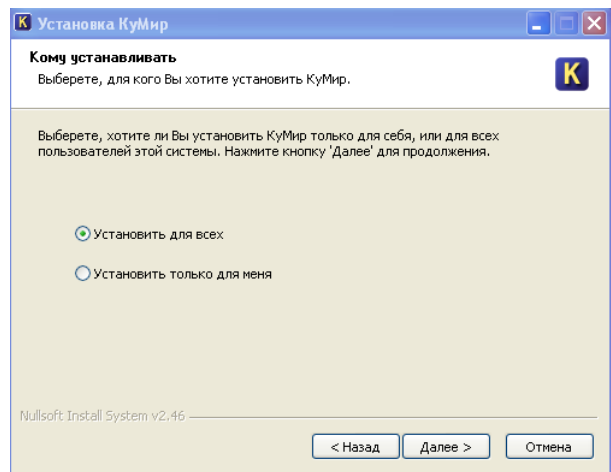 K Установка КуМир
Кому устанавливать
Выберете, для кого Вы хотите установить КуМир.
K
Выберете, хотите ли Вы установить КуМир только для себя, или для всех
пользователей этой системы. Нажмите кнопку 'Далее' для продолжения.
Установить для всех
Установить только для меня
Nullsoft Install System v2.46
< Назад Далее > Отмена